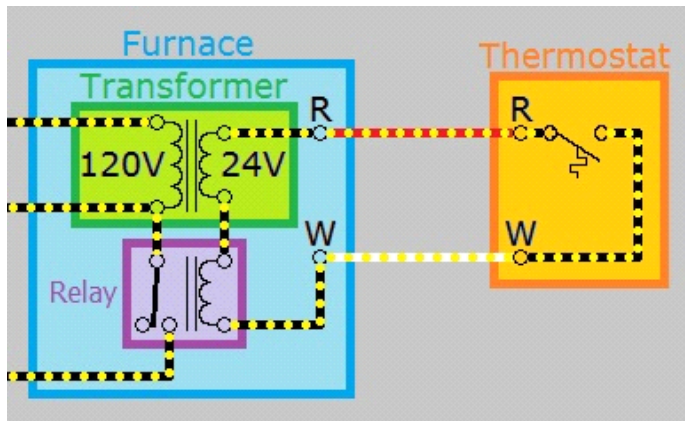 Furnace
Thermostat
Transformer
R
R
120V
24V
W
W
Relay